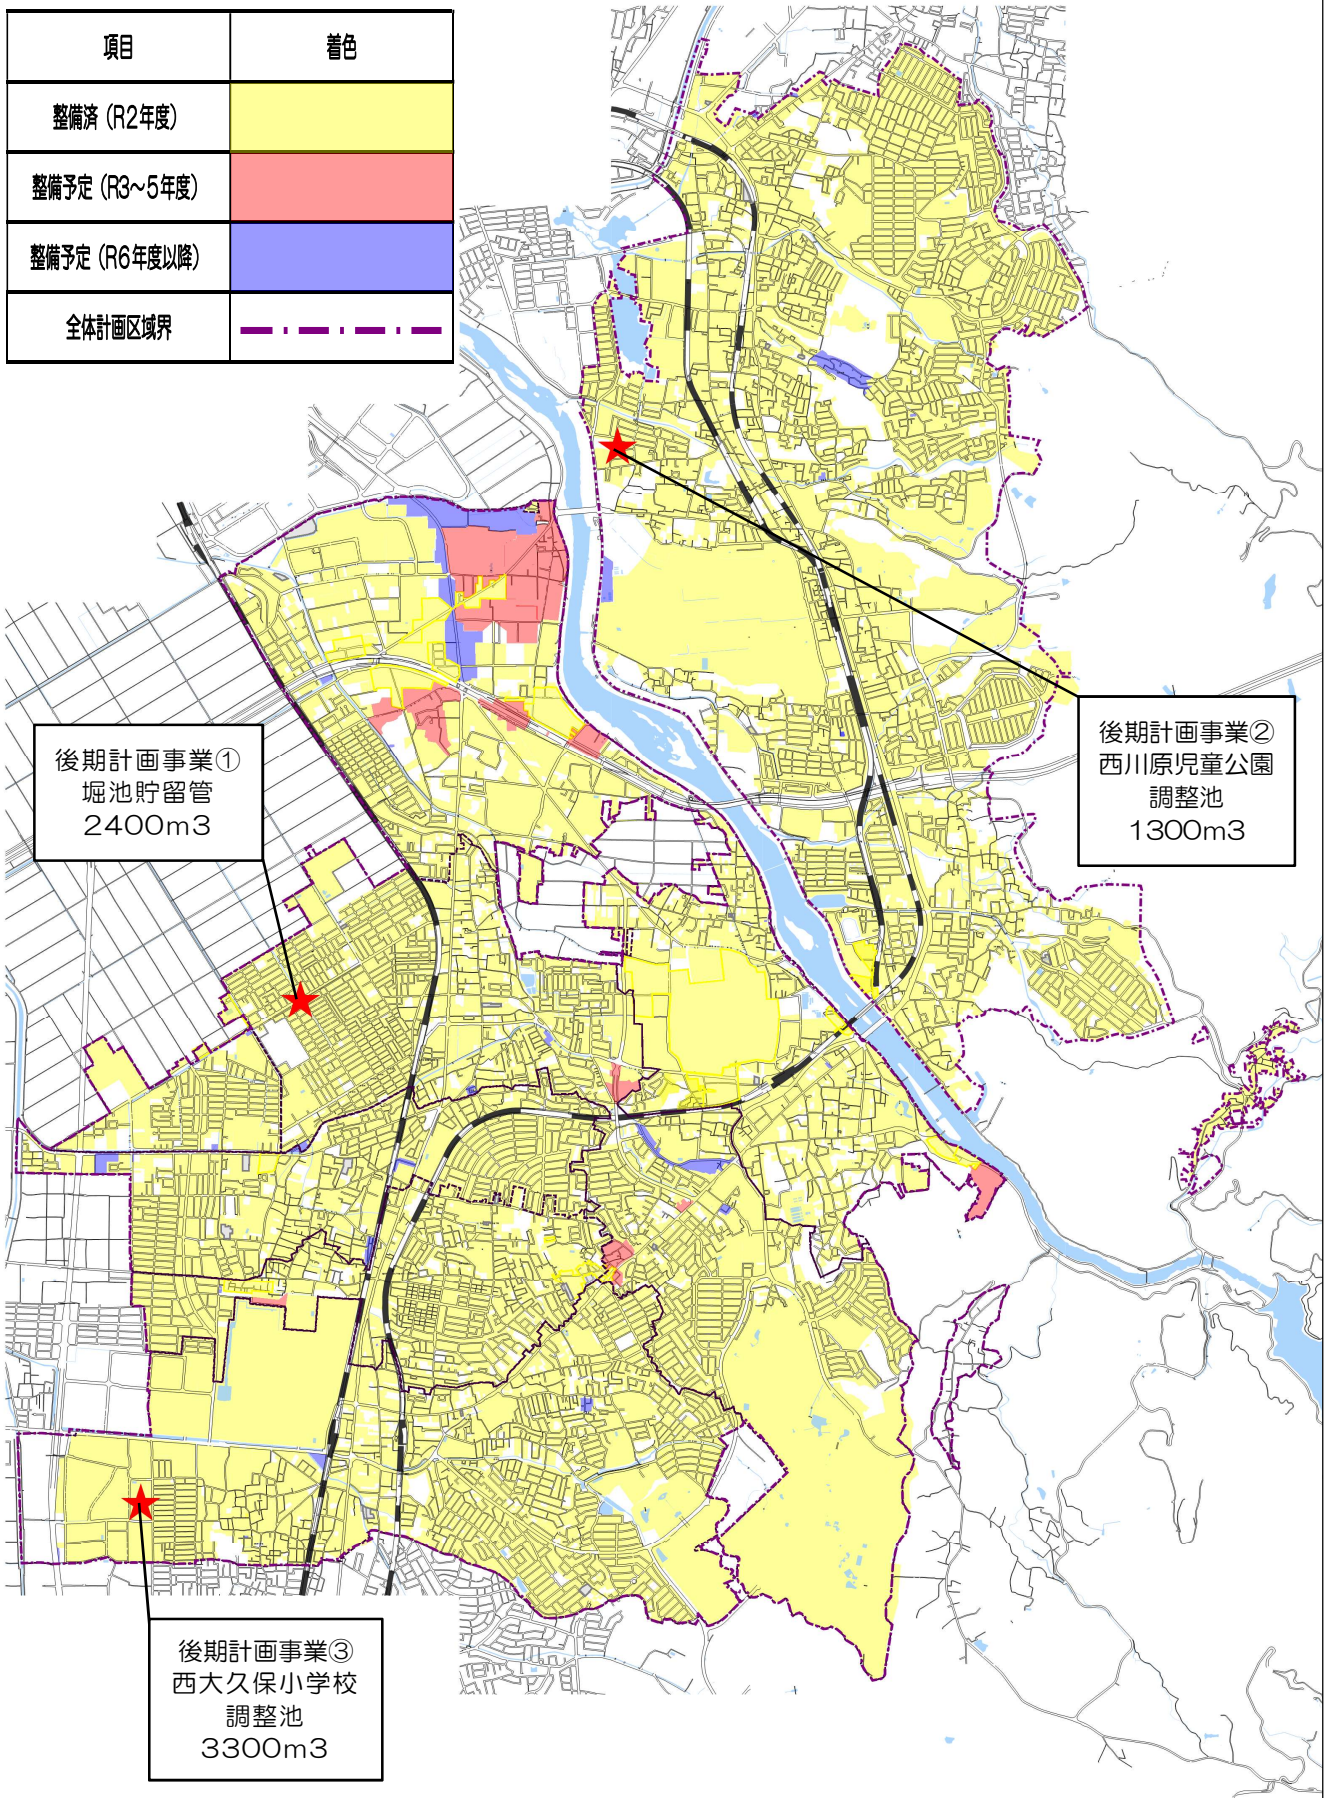 項目 着色
整備済（R2年度）
整備予定（R3～5年度）
整備予定（R6年度以降）
全体計画区域界
後期計画事業①
堀池貯留管
2400m3
後期計画事業②
西川原児童公園
調整池
1300m3
後期計画事業③
西大久保小学校
調整池
3300m3